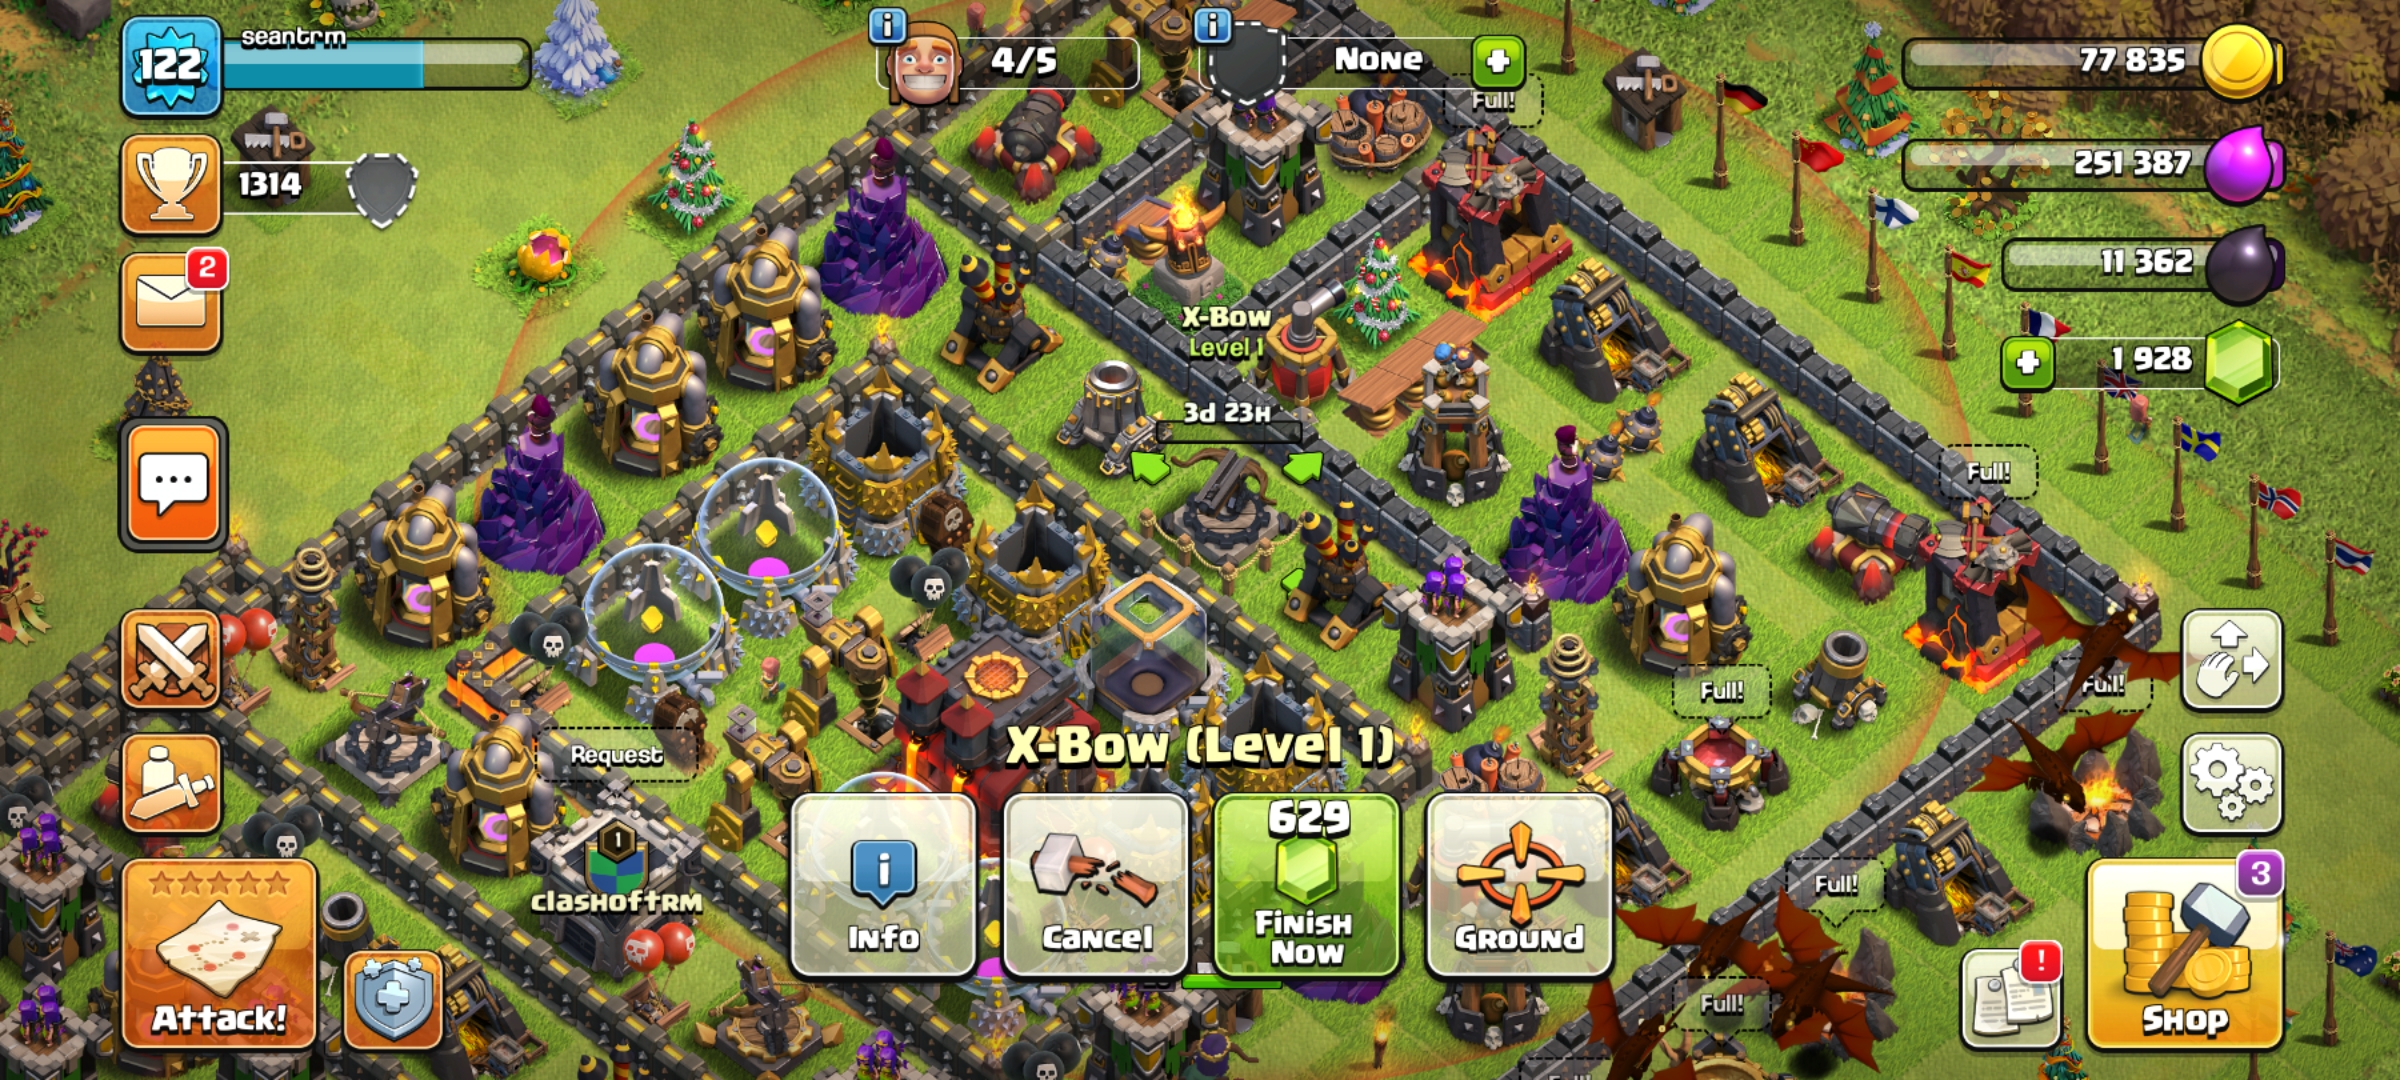 122
seantrm
4/5
None
77 835
Full!
1314
251 387
2
11 362
X-Bow
Level 1
1 928
3d 23H
Full!
Full!
Full!
Request
X-Bow (Level 1)
629
1
clashofTRM
Info
Cancel
Finish
Now
Ground
Full!
3
Attack!
Full!
!
Shop